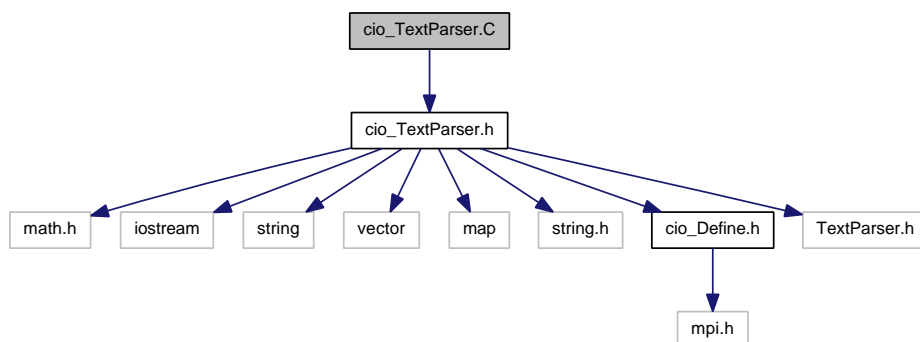 cio_TextParser.C
cio_TextParser.h
math.h
iostream
string
vector
map
string.h
cio_Define.h
TextParser.h
mpi.h